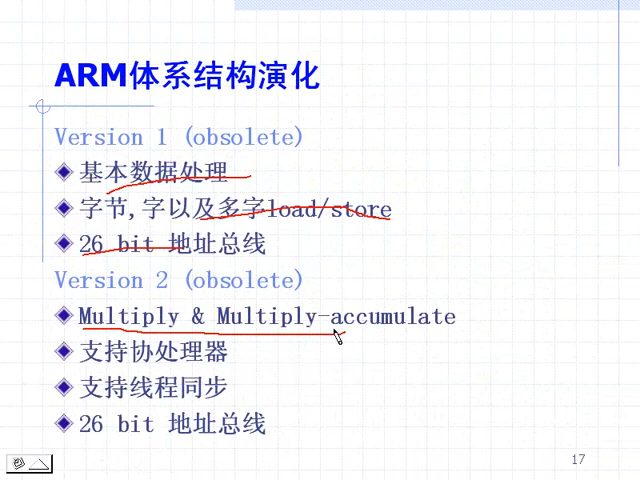 ARM体系结构演化
Version 1 (obsolete)
基本数据处理
字节,字以及多字load/store
26 bit 地址总线
Version 2 (obsolete)
Multiply & Multiply-accumulate
支持协处理器
支持线程同步
26 bit 地址总线
17